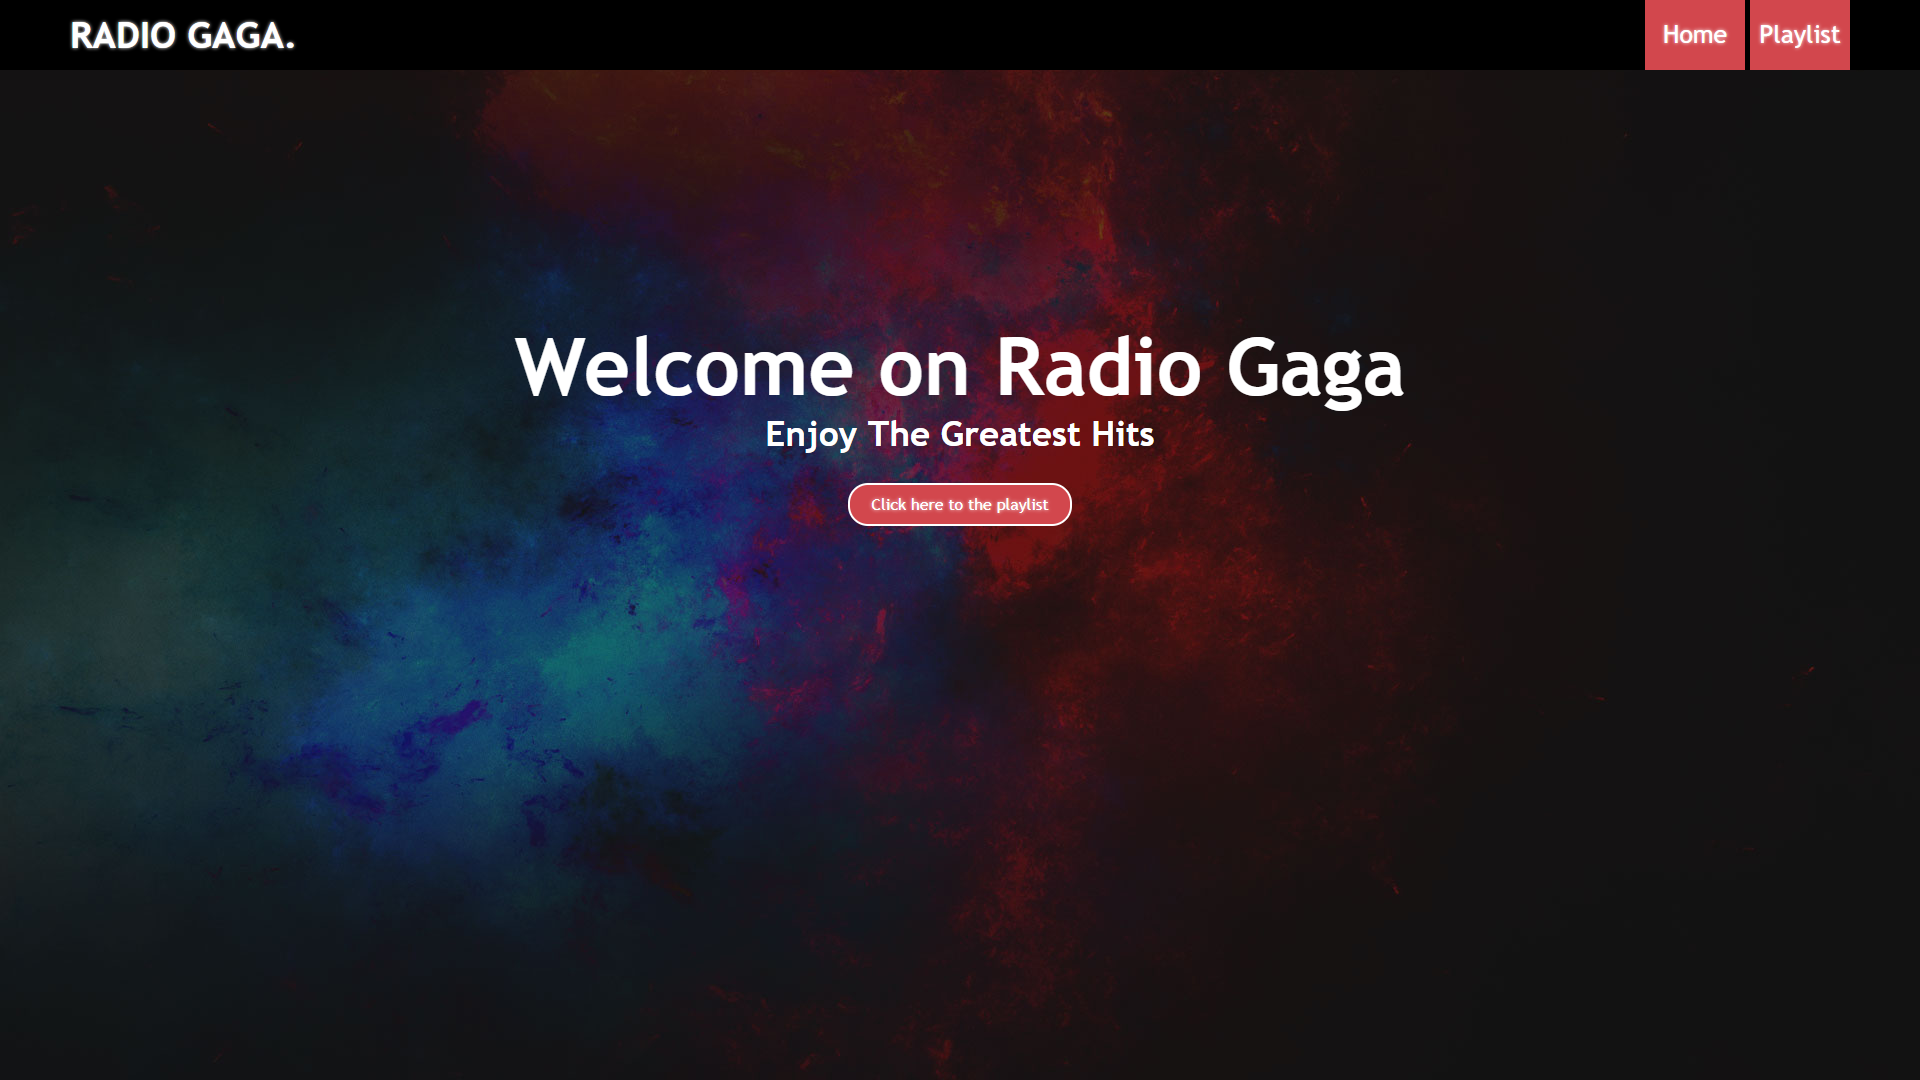 RADIO GAGA.
Home Playlist
Welcome on Radio Gaga
Enjoy The Greatest Hits
Click here to the playlist